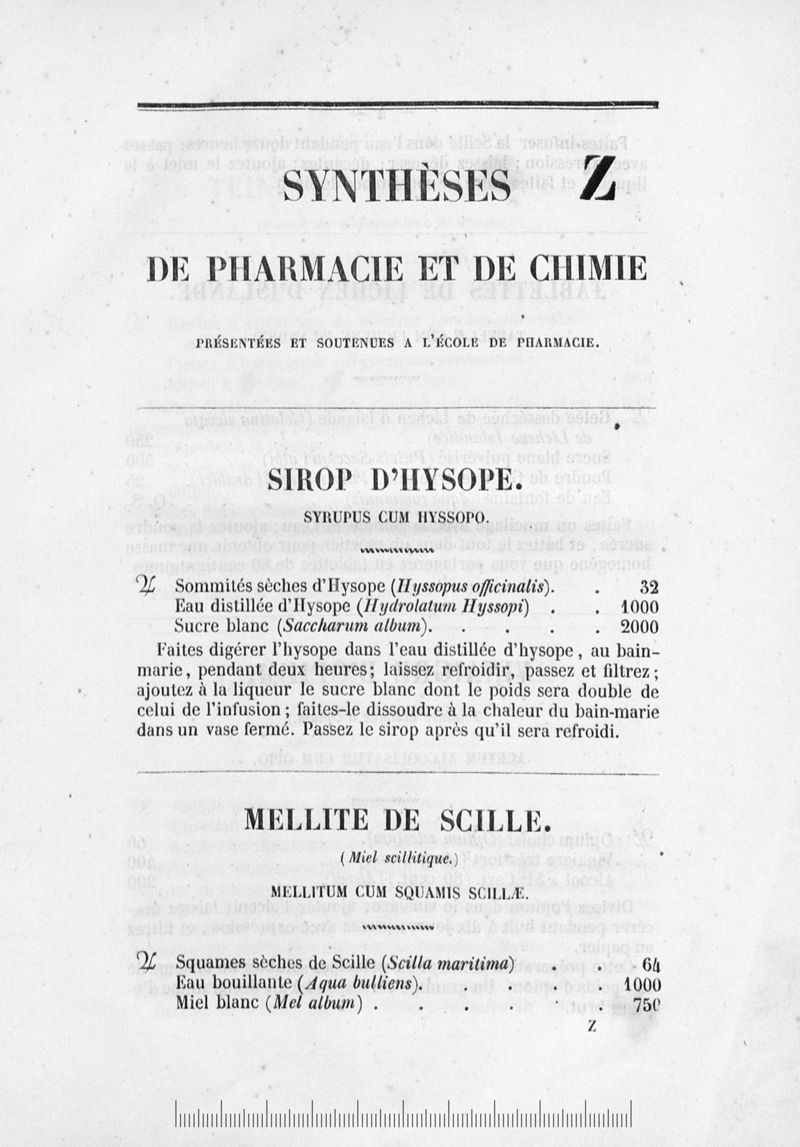 SYNTHÈSES Z
DE PHARMACIE ET DE CHIMIE
PRÉSENTÉES ET SOUTENUES A L'ÉCOLE DE PHARMACIE.
SIROP D'HYSOPE.
SYRUPUS CUM HYSSOPO.
♃ Sommités sèches d'Hysope (Hyssopus officinalis). . 32
Eau distillée d'Hysope (Hydrolatum Hyssopi) . . 1000
Sucre blanc (Saccharum album). . . . . 2000
Faites digérer l'hysope dans l'eau distillée d'hysope, au bain-
marie, pendant deux heures; laissez refroidir, passez et filtrez;
ajoutez à la liqueur le sucre blanc dont le poids sera double de
celui de l'infusion; faites-le dissoudre à la chaleur du bain-marie
dans un vase fermé. Passez le sirop après qu'il sera refroidi.
MELLITE DE SCILLE.
(Miel scillitique.)
MELLITUM CUM SQUAMIS SCILLÆ.
♃ Squames sèches de Scille (Scilla maritima) . . 64
Eau bouillante (Aqua bulliens). . . . . 1000
Miel blanc (Mel album) . . . . . . 750
Z